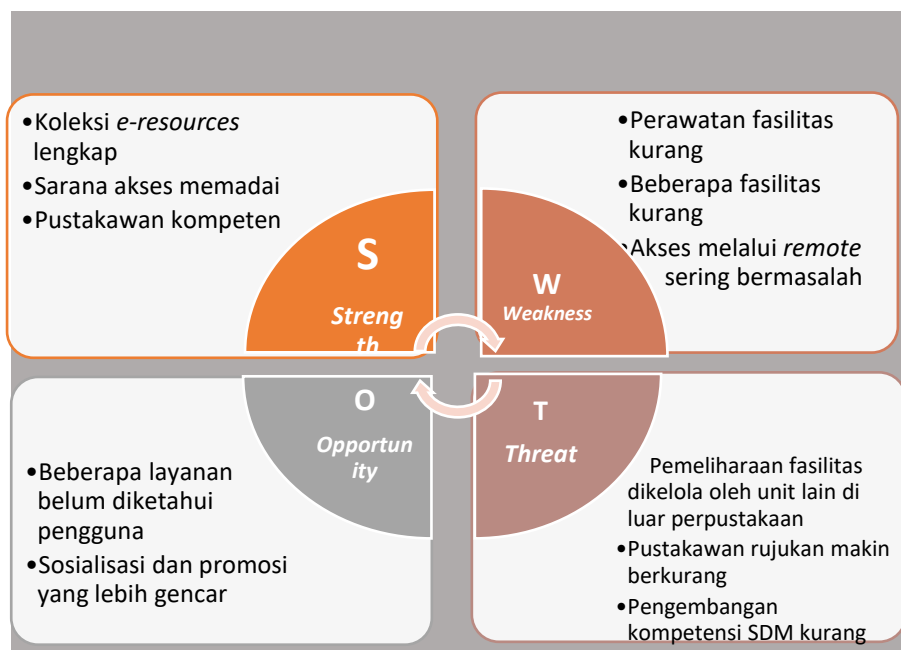 •Koleksi e-resources
lengkap
•Sarana akses memadai
•Pustakawan kompeten
S
Streng
th
•Perawatan fasilitas
kurang
•Beberapa fasilitas
kurang
•Akses melalui remote
sering bermasalah
W
Weakness
O
Opportun
ity
•Beberapa layanan
belum diketahui
pengguna
•Sosialisasi dan promosi
yang lebih gencar
T
Threat
Pemeliharaan fasilitas
dikelola oleh unit lain di
luar perpustakaan
•Pustakawan rujukan makin
berkurang
•Pengembangan
kompetensi SDM kurang